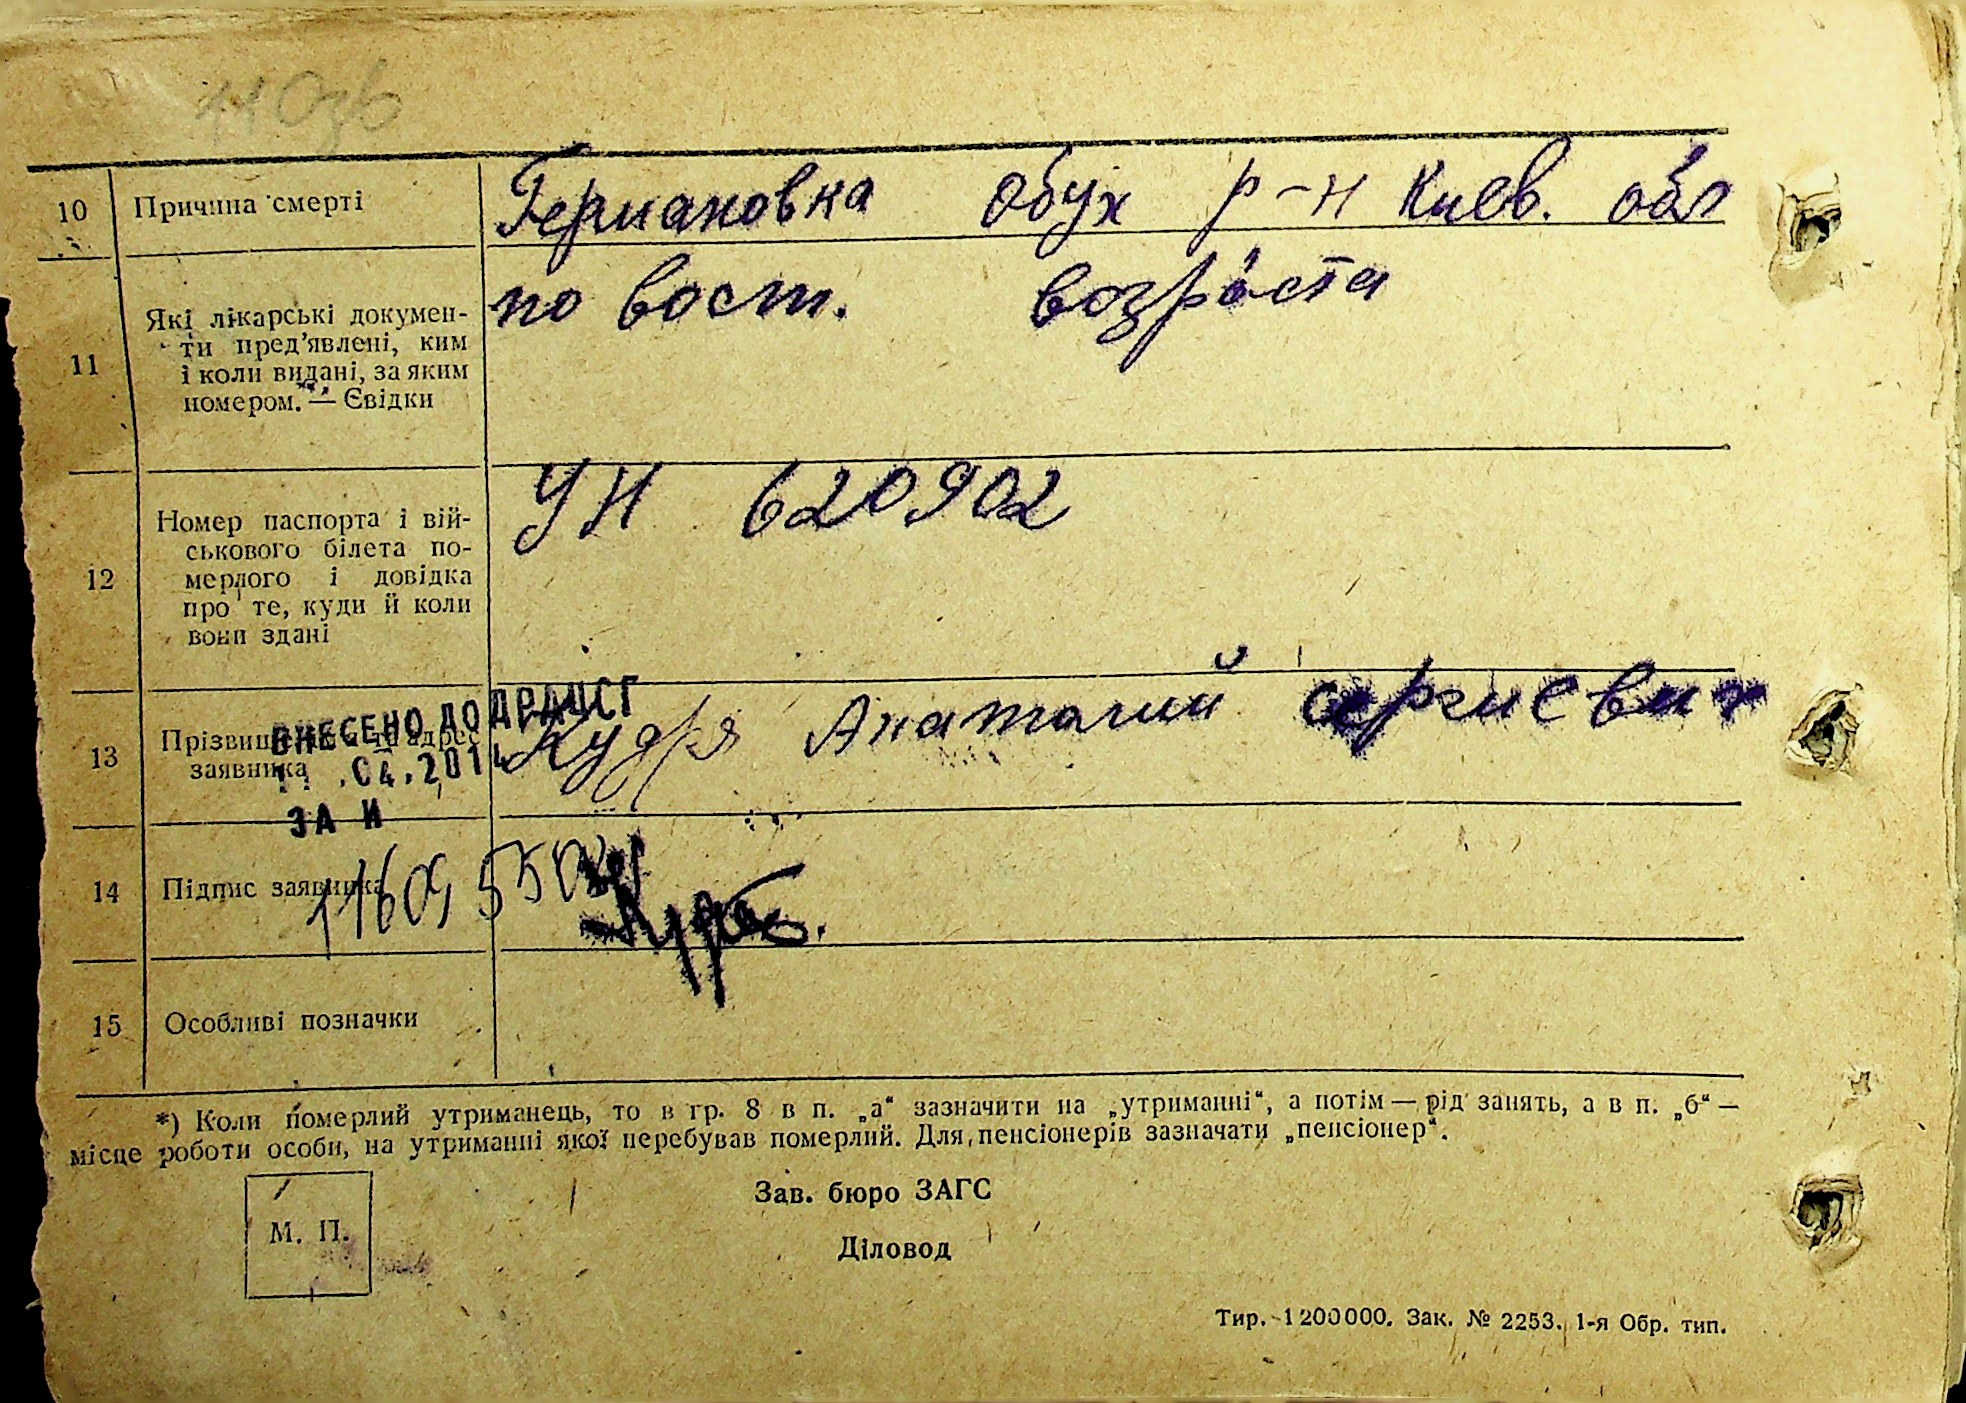 10 Причина смерті Германовка Обух р-н Киев. обл
11 Які лікарські докумен-
ти пред'явлені, ким
і коли видані, за яким
номером. — Євідки
по вост. возраста
12 Номер паспорта і вій-
ськового білета по-
мерлого і довідка
про те, куди й коли
вони здані
УН 620902
ВНЕСЕНО ДО ДРАЦСГ
13 Прізвище та адрес
заявника
Кудря Анатолий сергиевич
.04.201
ЗА И
14 Підпис заявника
15 Особливі позначки
*) Коли померлий утриманець, то в гр. 8 в п. „а“ зазначити на „утриманні“, а потім — рід занять, а в п. „б“ —
місце роботи особи, на утриманні якої перебував померлий. Для пенсіонерів зазначати „пенсіонер“.
М. П.
Зав. бюро ЗАГС
Діловод
Тир. 1200000. Зак. № 2253. 1-я Обр. тип.